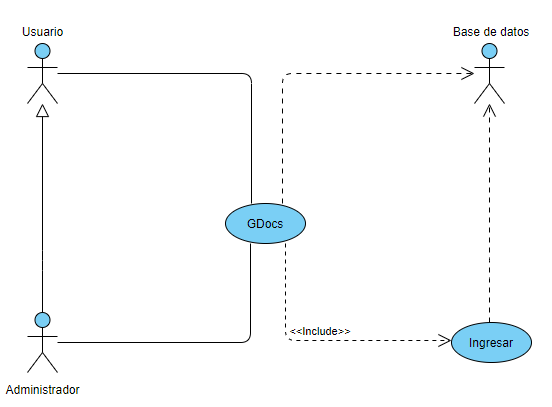 Usuario
Base de datos
GDocs
<<Include>>
Ingresar
Administrador